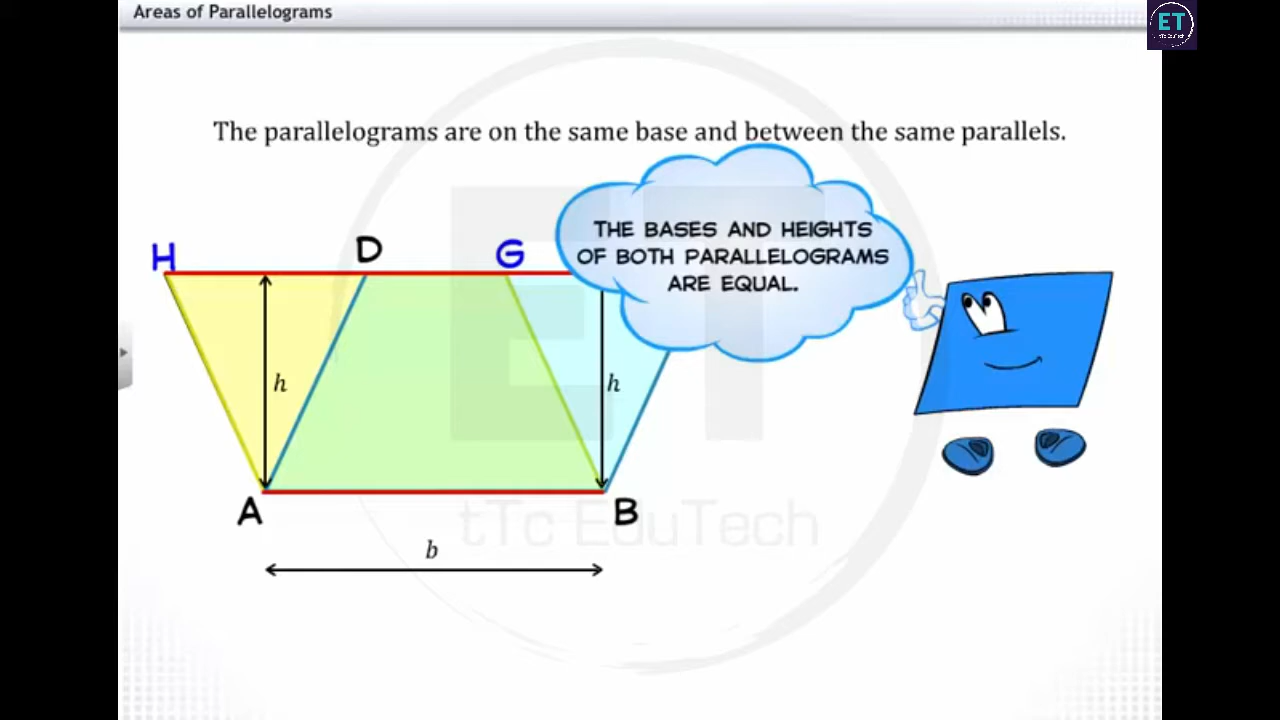 Areas of Parallelograms
ET
The parallelograms are on the same base and between the same parallels.
THE BASES AND HEIGHTS
OF BOTH PARALLELOGRAMS
ARE EQUAL.
H D G
h h
A B
b
ET
tTc EduTech